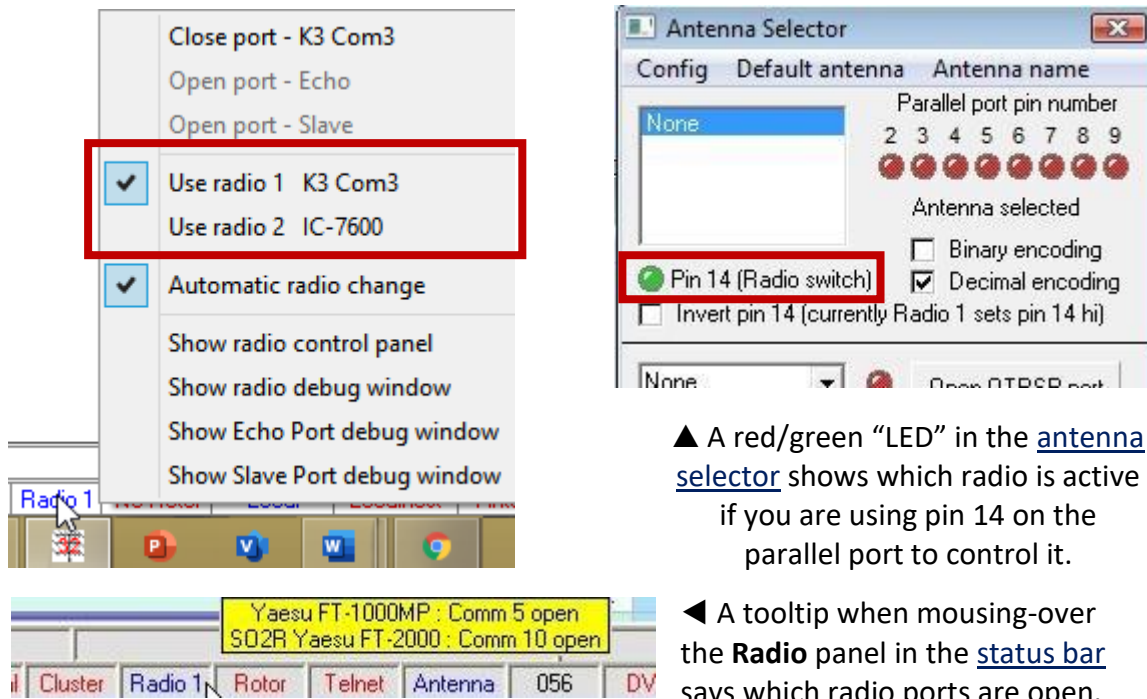 Close port - K3 Com3
Open port - Echo
Open port - Slave
Use radio 1 K3 Com3
Use radio 2 IC-7600
Automatic radio change
Show radio control panel
Show radio debug window
Show Echo Port debug window
Show Slave Port debug window
Radio 1
Antenna Selector
Config Default antenna Antenna name
Parallel port pin number
None
2 3 4 5 6 7 8 9
Antenna selected
Binary encoding
Pin 14 (Radio switch)
Decimal encoding
Invert pin 14 (currently Radio 1 sets pin 14 hi)
None
▲ A red/green “LED” in the antenna
selector shows which radio is active
if you are using pin 14 on the
parallel port to control it.
Yaesu FT-1000MP : Comm 5 open
SO2R Yaesu FT-2000 : Comm 10 open
Cluster Radio 1 Rotor Telnet Antenna 056 DV
◀ A tooltip when mousing-over
the Radio panel in the status bar
says which radio ports are open.